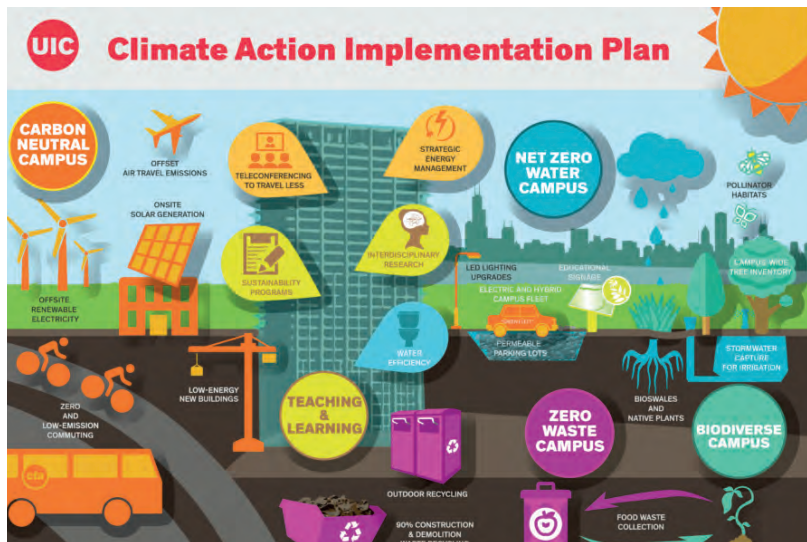 UIC
Climate Action Implementation Plan
CARBON
NEUTRAL
CAMPUS
OFFSET
AIR TRAVEL EMISSIONS
TELECONFERENCING
TO TRAVEL LESS
STRATEGIC
ENERGY
MANAGEMENT
NET ZERO
WATER
CAMPUS
POLLINATOR
HABITATS
ONSITE
SOLAR GENERATION
SUSTAINABILITY
PROGRAMS
INTERDISCIPLINARY
RESEARCH
LED LIGHTING
UPGRADES
EDUCATIONAL
SIGNAGE
ELECTRIC AND HYBRID
CAMPUS FLEET
CAMPUS WIDE
TREE INVENTORY
OFFSITE
RENEWABLE
ELECTRICITY
WATER
EFFICIENCY
PERMEABLE
PARKING LOTS
STORMWATER
CAPTURE
FOR IRRIGATION
LOW-ENERGY
NEW BUILDINGS
BIOSWALES
AND
NATIVE PLANTS
ZERO
AND
LOW-EMISSION
COMMUTING
TEACHING
&
LEARNING
ZERO
WASTE
CAMPUS
BIODIVERSE
CAMPUS
cta
OUTDOOR RECYCLING
90% CONSTRUCTION
& DEMOLITION
FOOD WASTE
COLLECTION